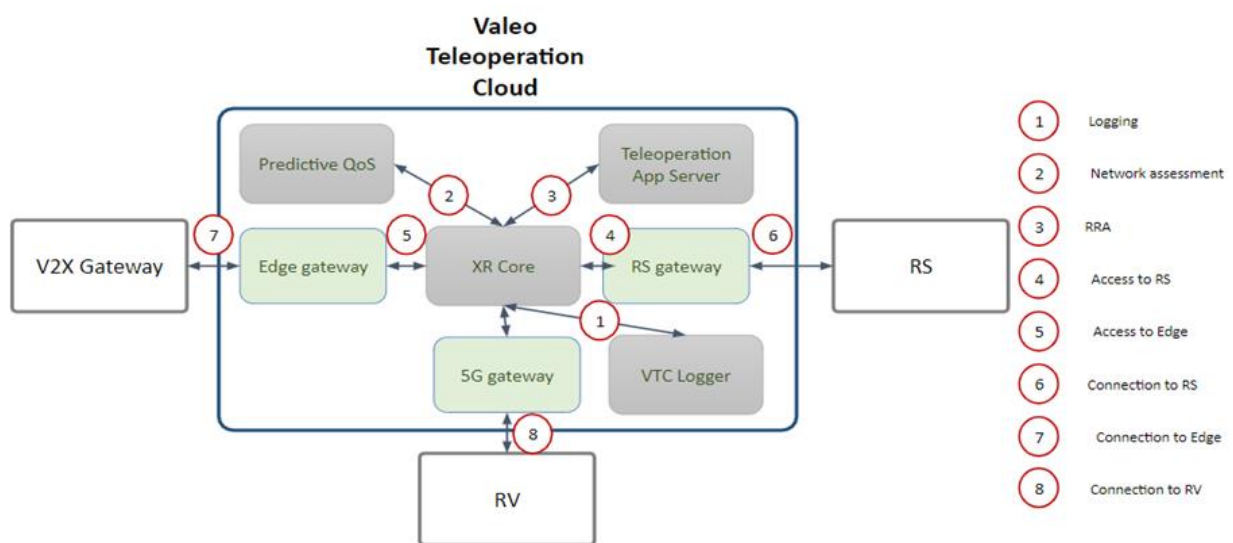 Valeo
Teleoperation
Cloud
Predictive QoS
Teleoperation
App Server
2
3
7
5
4
6
V2X Gateway
Edge gateway
XR Core
RS gateway
RS
1
5G gateway
VTC Logger
8
RV
1 Logging
2 Network assessment
3 RRA
4 Access to RS
5 Access to Edge
6 Connection to RS
7 Connection to Edge
8 Connection to RV